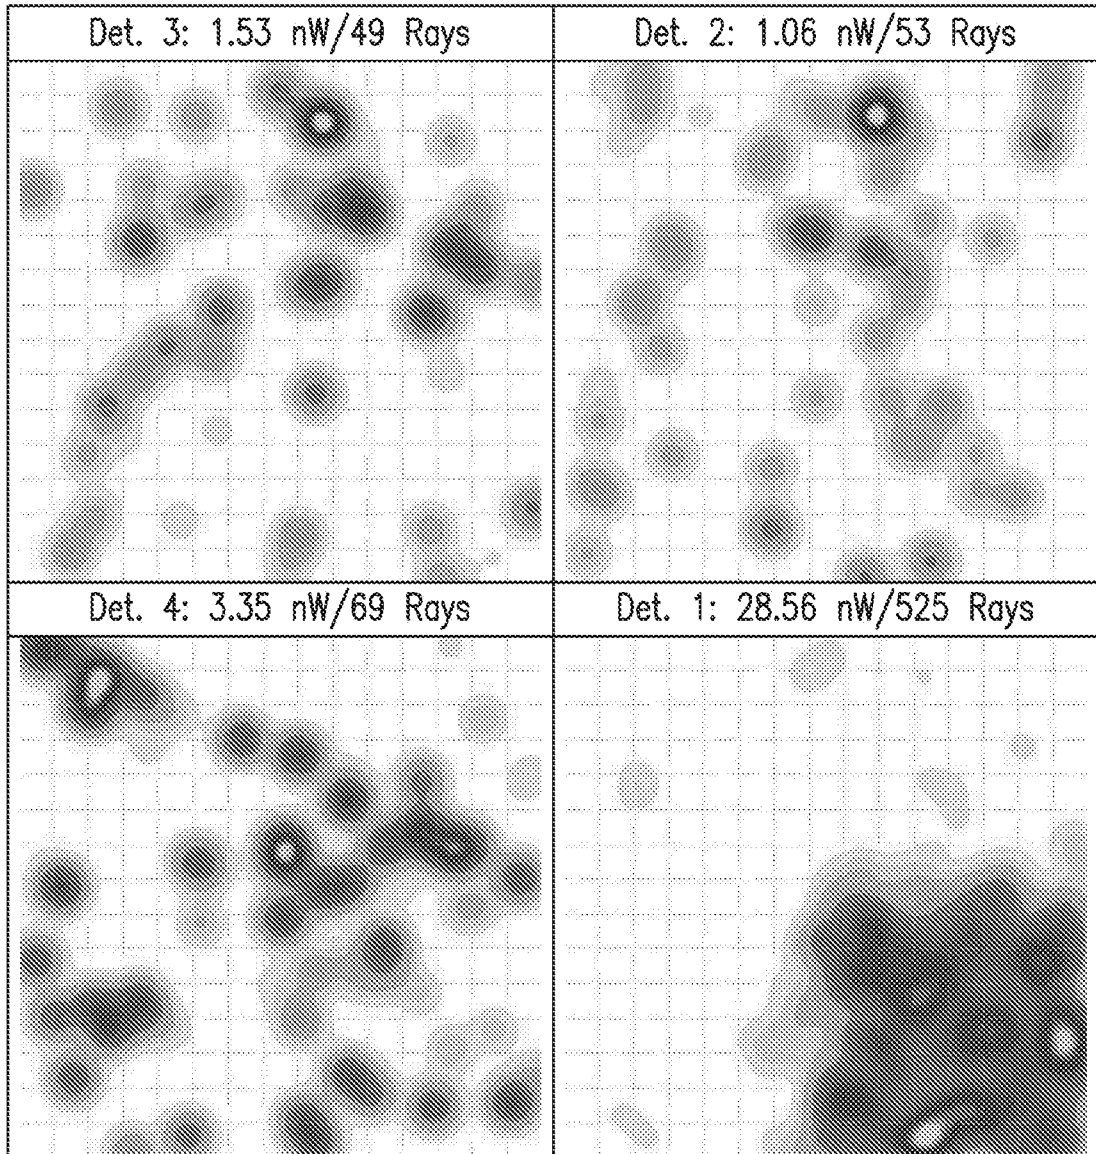 Det. 3: 1.53 nW/49 Rays
Det. 2: 1.06 nW/53 Rays
Det. 4: 3.35 nW/69 Rays
Det. 1: 28.56 nW/525 Rays